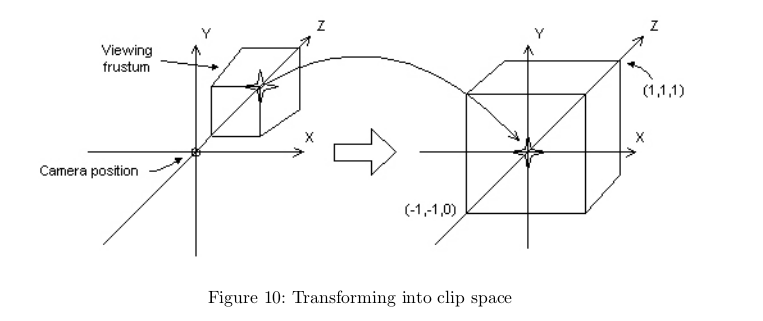 Y
Z
Viewing
frustum
X
Camera position
Y
Z
(1,1,1)
X
(-1,-1,0)
Figure 10: Transforming into clip space